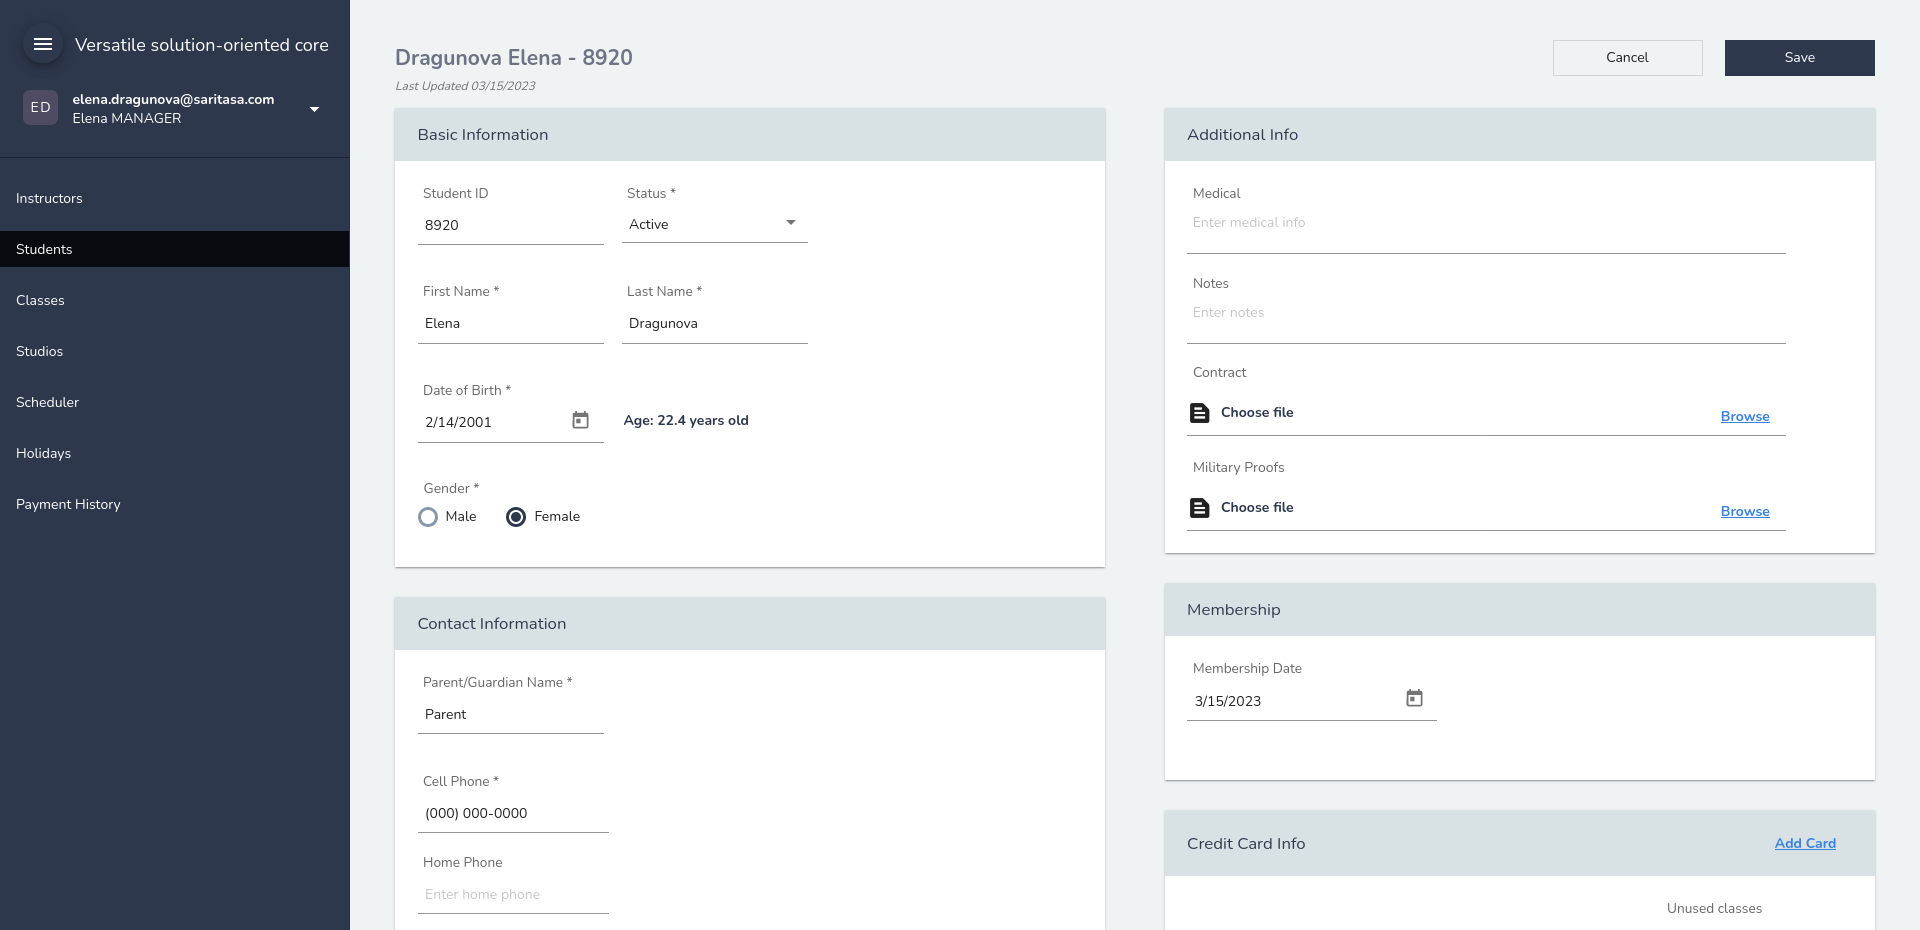 Versatile solution-oriented core
ED
elena.dragunova@saritasa.com
Elena MANAGER
Instructors
Students
Classes
Studios
Scheduler
Holidays
Payment History
Dragunova Elena - 8920
Last Updated 03/15/2023
Cancel
Save
Basic Information
Student ID
8920
Status *
Active
First Name *
Elena
Last Name *
Dragunova
Date of Birth *
2/14/2001
Age: 22.4 years old
Gender *
Male
Female
Contact Information
Parent/Guardian Name *
Parent
Cell Phone *
(000) 000-0000
Home Phone
Enter home phone
Additional Info
Medical
Enter medical info
Notes
Enter notes
Contract
Choose file
Browse
Military Proofs
Choose file
Browse
Membership
Membership Date
3/15/2023
Credit Card Info
Add Card
Unused classes